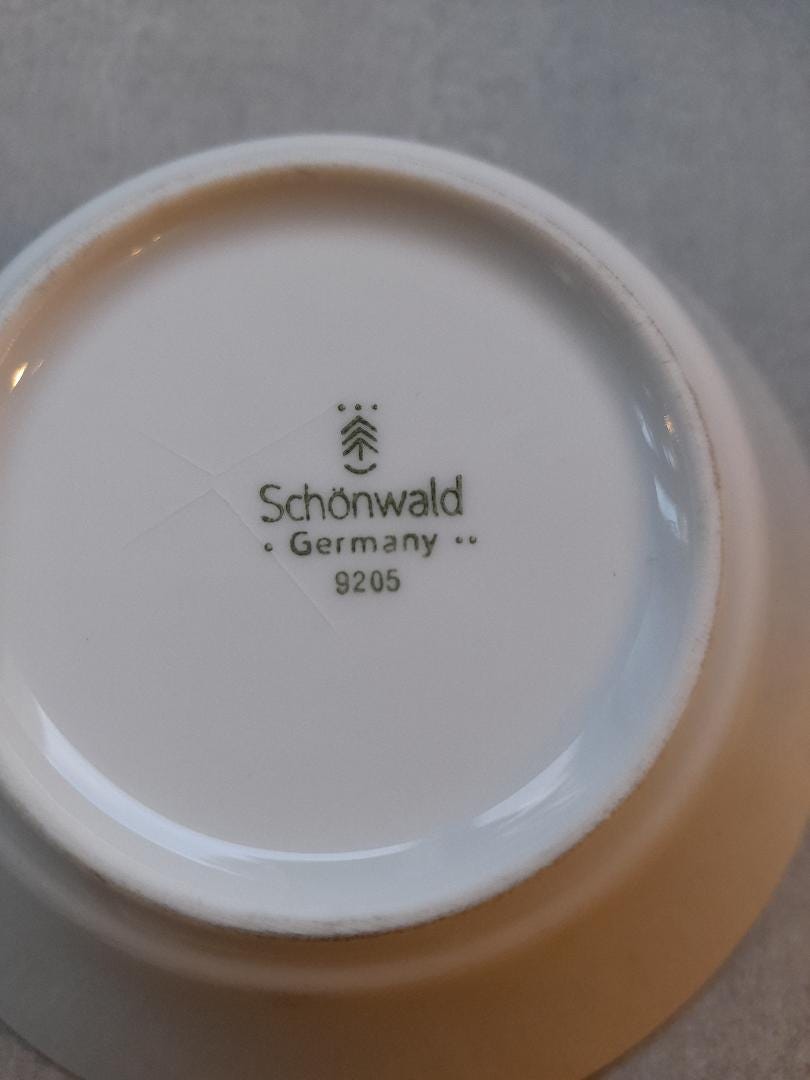 Schönwald
• Germany ••
9205